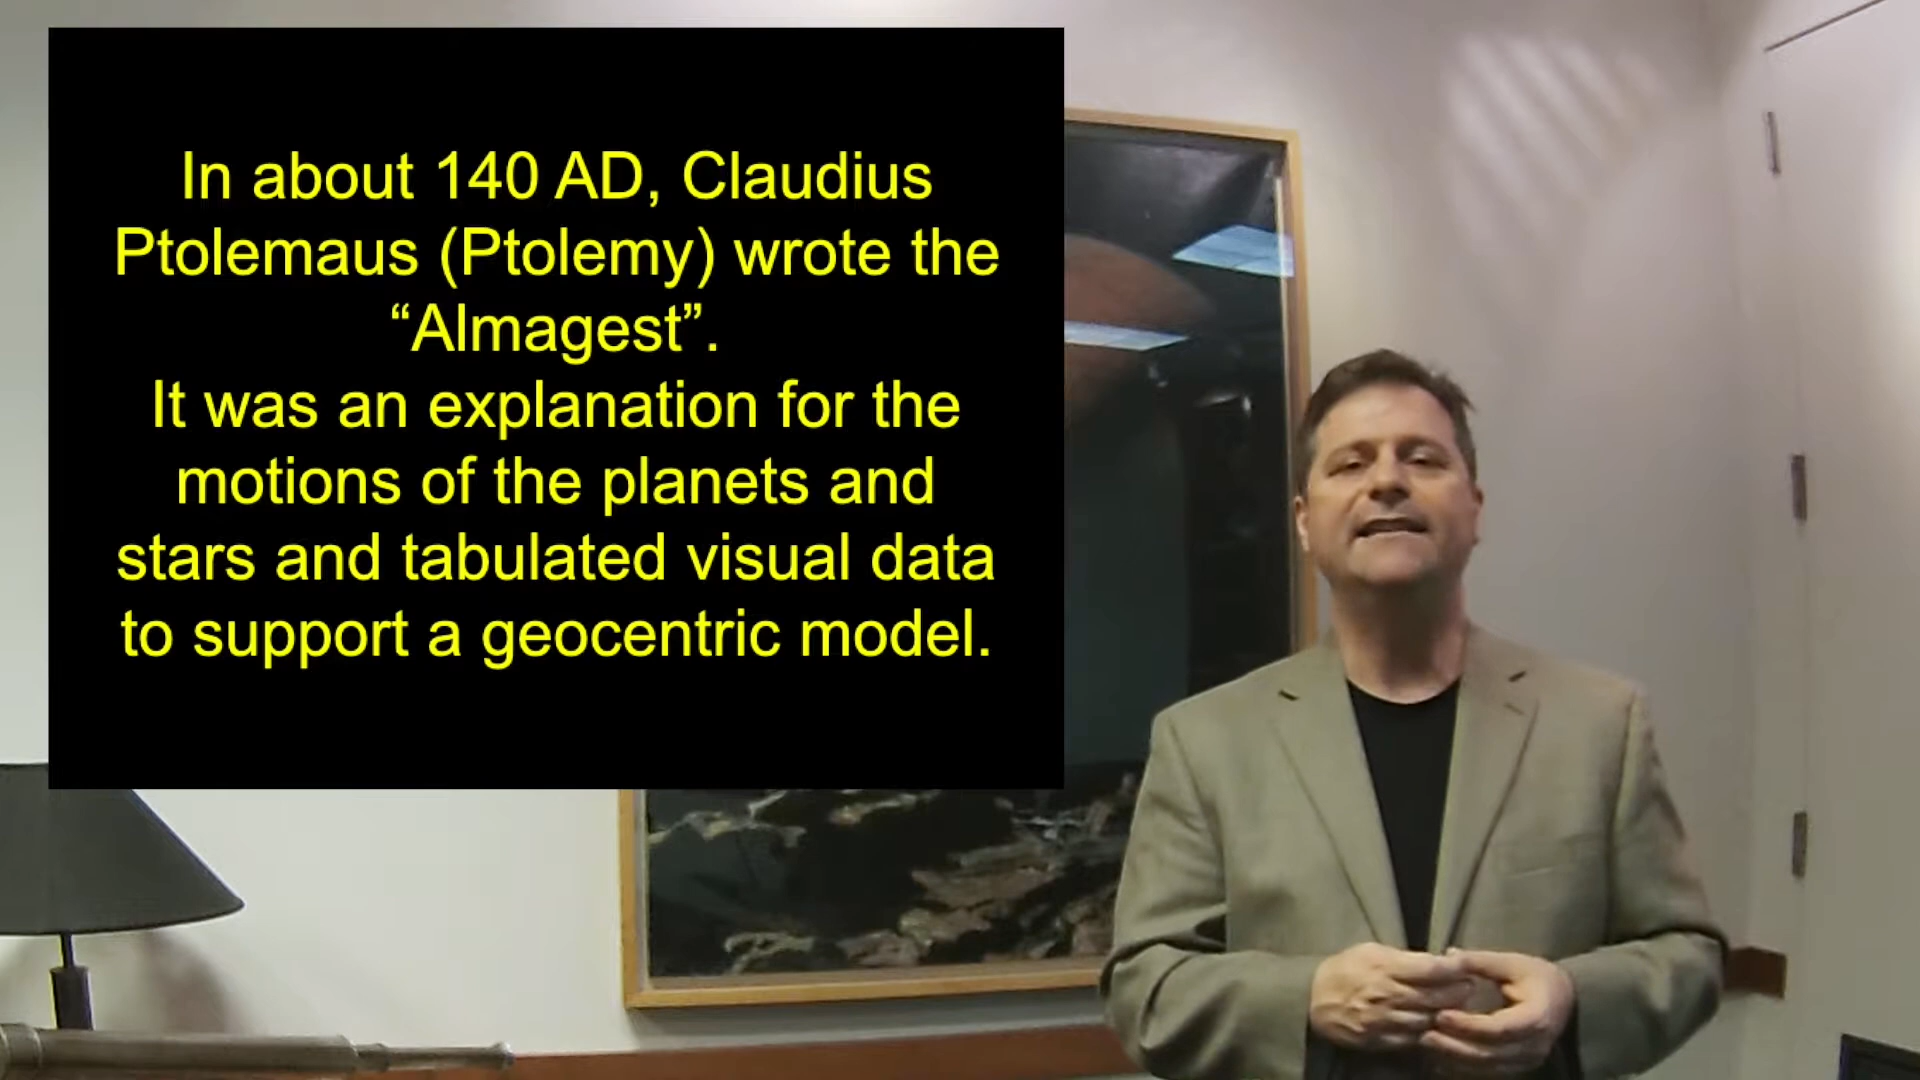 In about 140 AD, Claudius
Ptolemaus (Ptolemy) wrote the
“Almagest”.
It was an explanation for the
motions of the planets and
stars and tabulated visual data
to support a geocentric model.